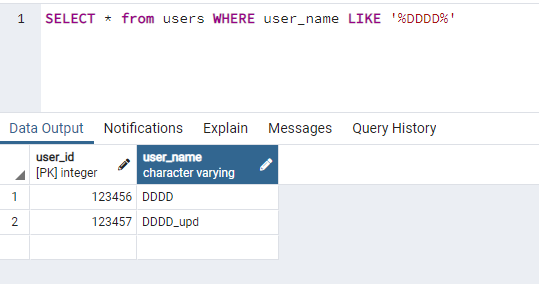 1 SELECT * from users WHERE user_name LIKE '%DDDD%'
Data Output Notifications Explain Messages Query History
user_id user_name
[PK] integer character varying
1 123456 DDDD
2 123457 DDDD_upd